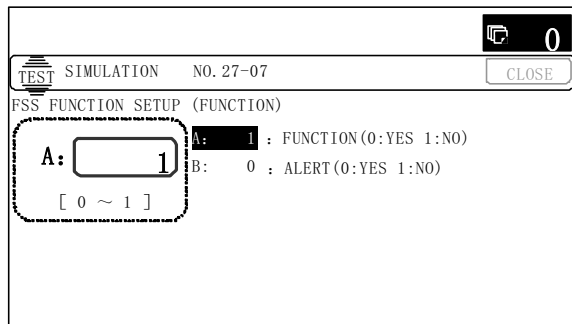 0
TEST SIMULATION NO. 27-07 CLOSE
FSS FUNCTION SETUP (FUNCTION)
A: 1
[ 0 ～ 1 ]
A: 1 : FUNCTION(0:YES 1:NO)
B: 0 : ALERT(0:YES 1:NO)